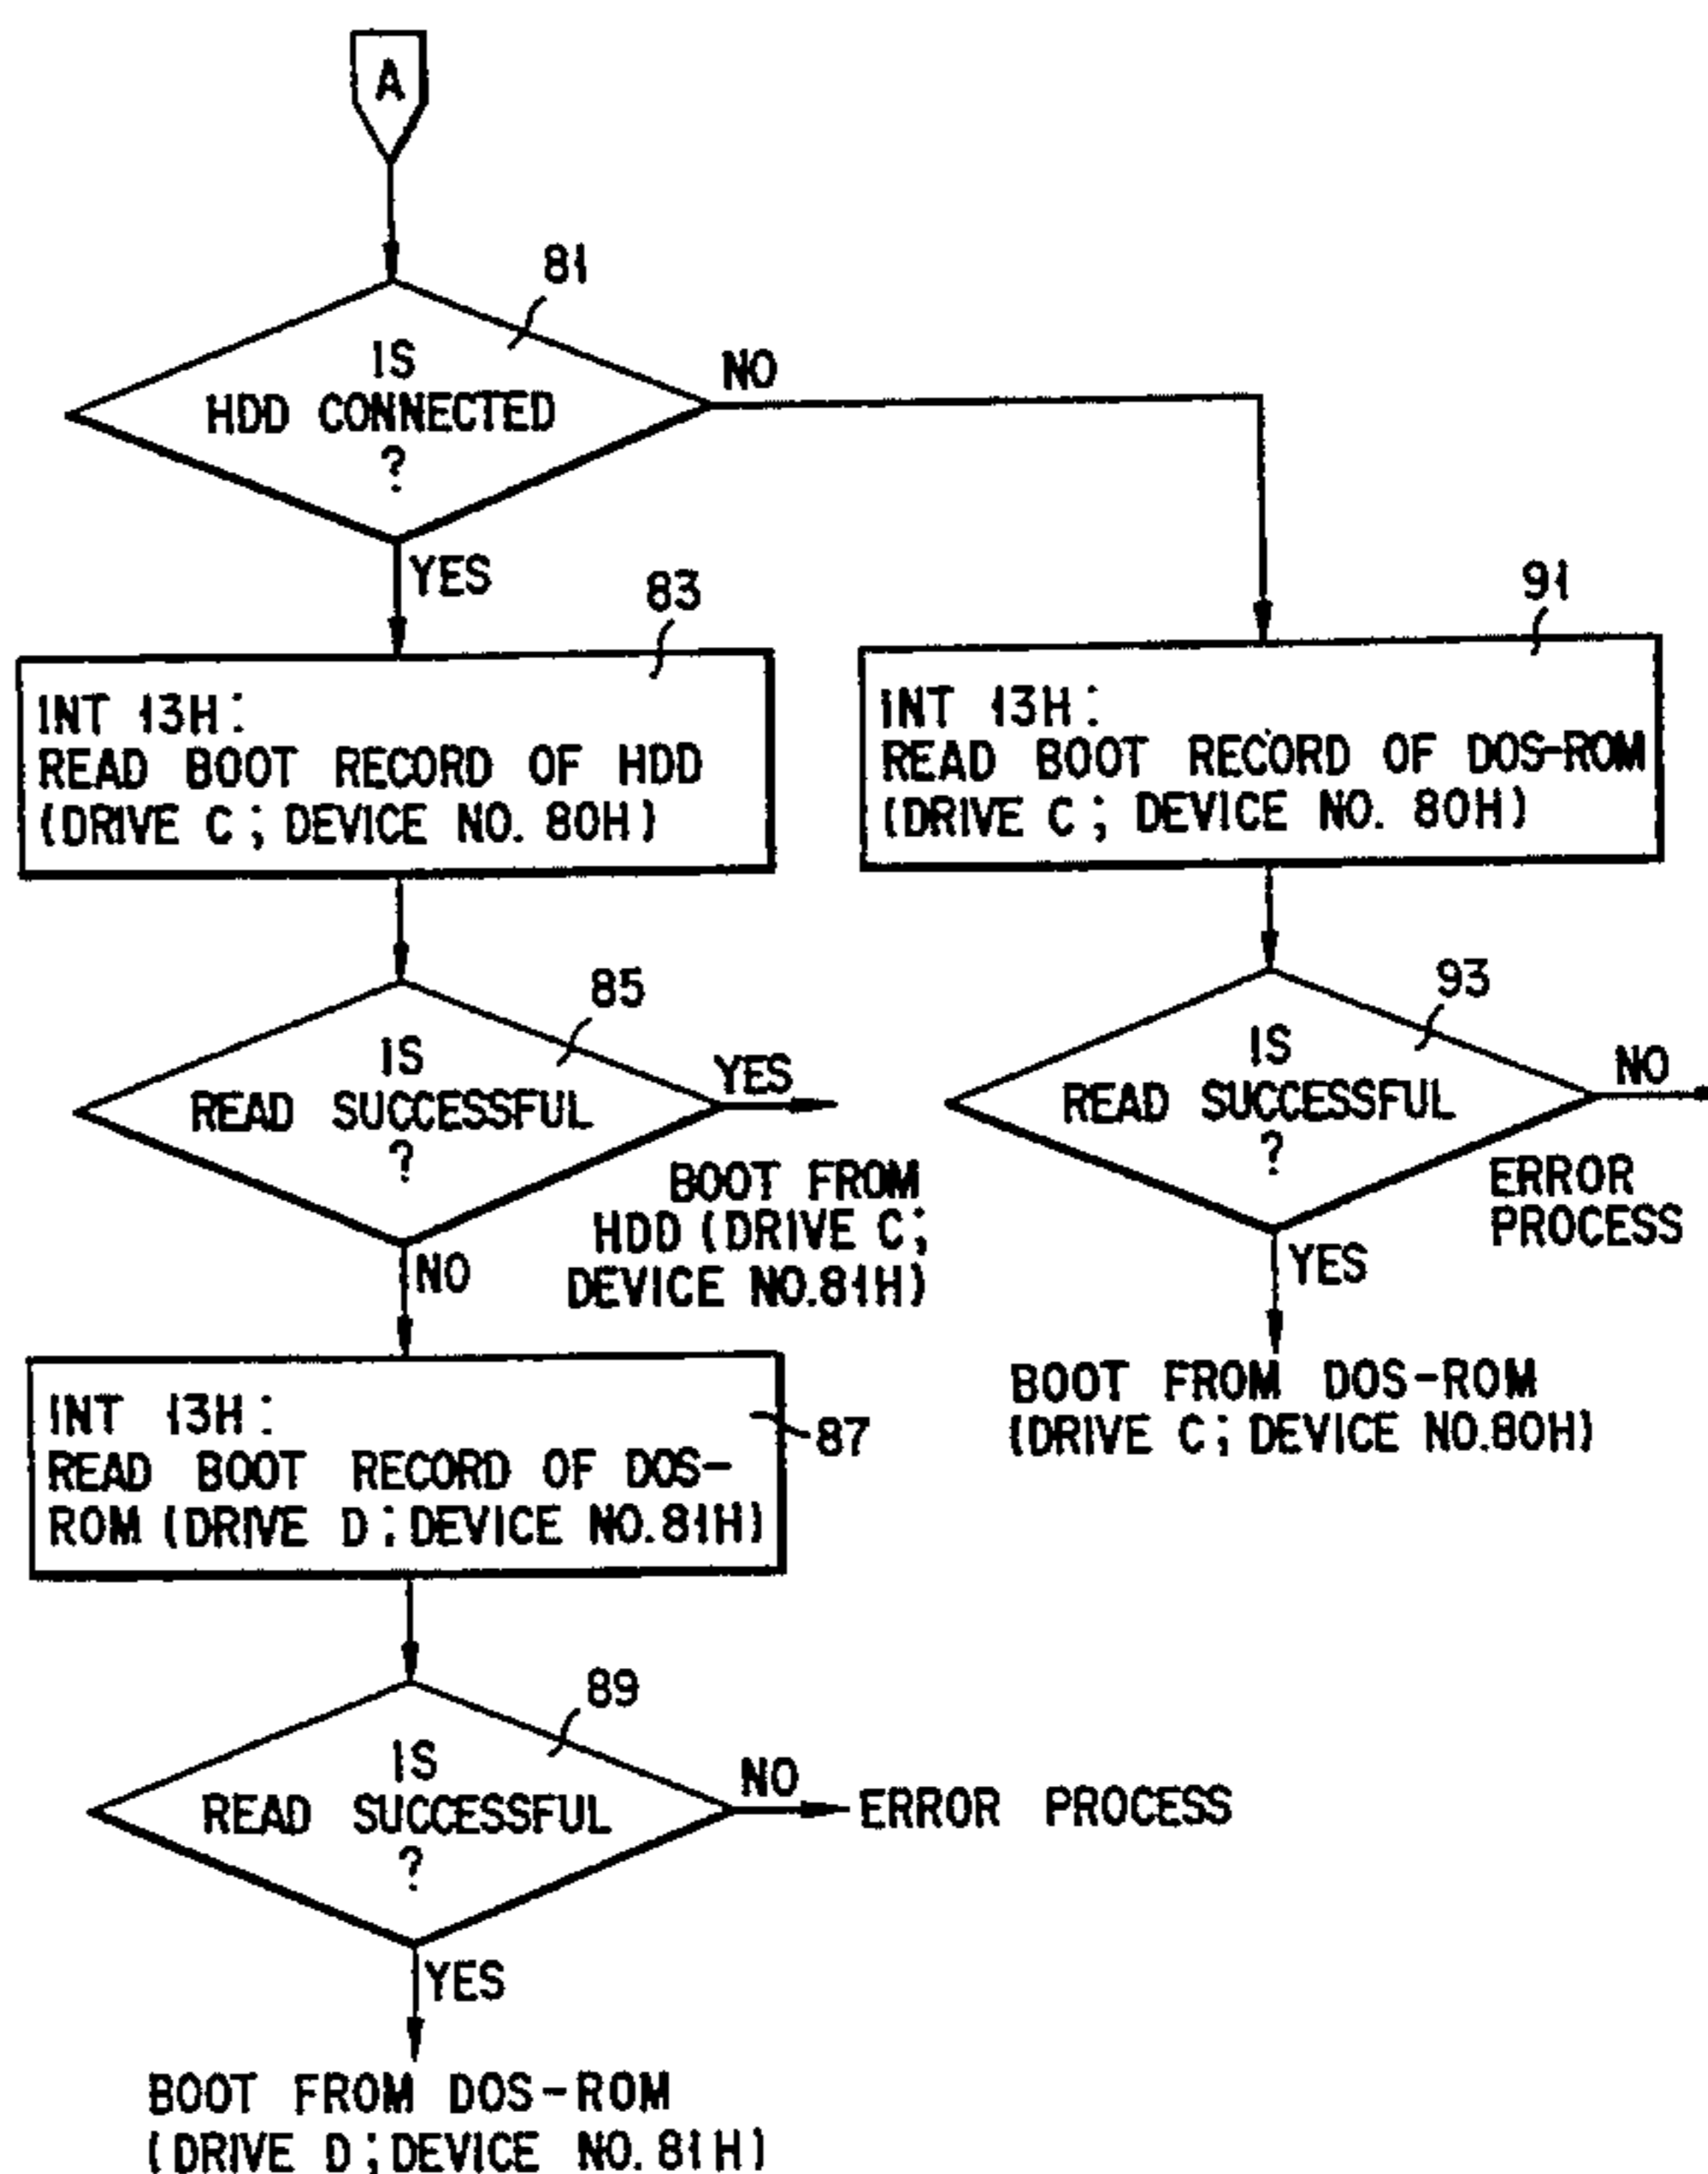 A
81
IS
HDD CONNECTED
?
NO
YES
83
INT 13H:
READ BOOT RECORD OF HDD
(DRIVE C; DEVICE NO. 80H)
91
INT 13H:
READ BOOT RECORD OF DOS-ROM
(DRIVE C; DEVICE NO. 80H)
85
IS
READ SUCCESSFUL
?
YES
BOOT FROM
HDD (DRIVE C;
DEVICE NO.81H)
NO
93
IS
READ SUCCESSFUL
?
NO
ERROR
PROCESS
YES
BOOT FROM DOS-ROM
(DRIVE C; DEVICE NO.80H)
INT 13H:
READ BOOT RECORD OF DOS-
ROM (DRIVE D; DEVICE NO.81H)
87
89
IS
READ SUCCESSFUL
?
NO
ERROR PROCESS
YES
BOOT FROM DOS-ROM
(DRIVE D; DEVICE NO. 81H)